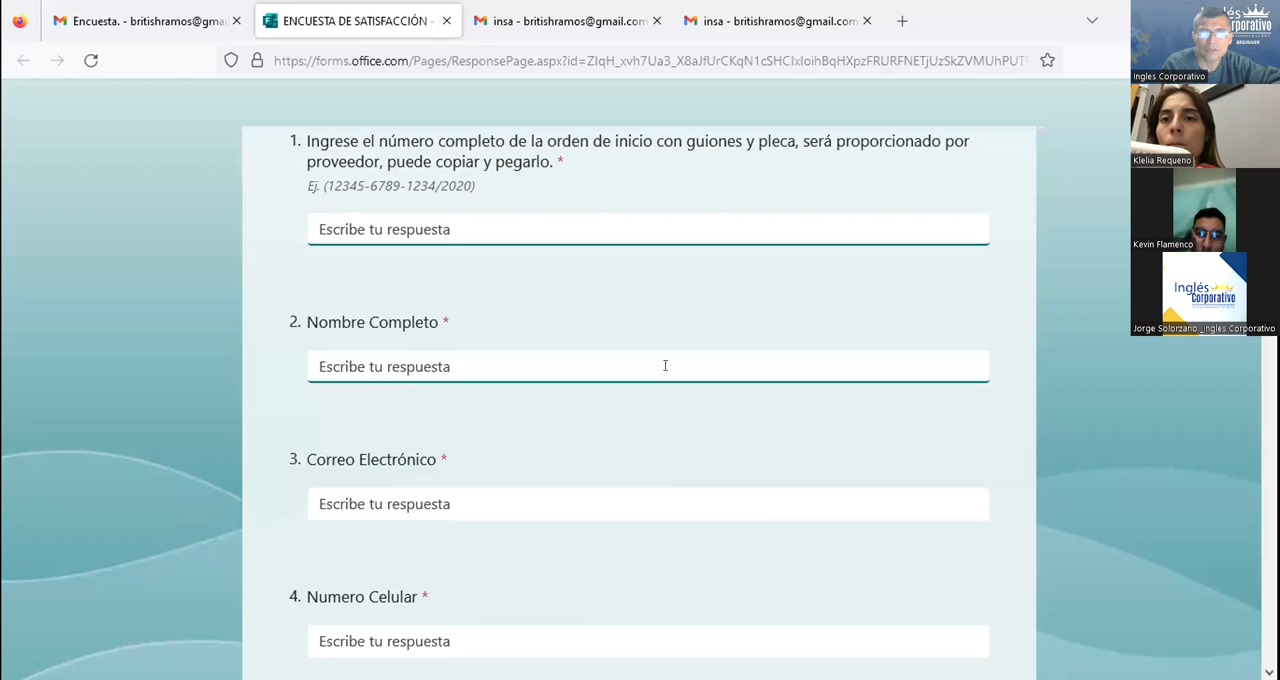 Encuesta. - britishramos@gmai
ENCUESTA DE SATISFACCIÓN -
insa - britishramos@gmail.com
insa - britishramos@gmail.com
https://forms.office.com/Pages/ResponsePage.aspx?id=
1. Ingrese el número completo de la orden de inicio con guiones y pleca, será proporcionado por
proveedor, puede copiar y pegarlo. *
Ej. (12345-6789-1234/2020)
Escribe tu respuesta
2. Nombre Completo *
Escribe tu respuesta
3. Correo Electrónico *
Escribe tu respuesta
4. Numero Celular *
Escribe tu respuesta
BEGINNER
Ingles Corporativo
Klelia Requeno
Kevin Flamenco
Inglés
Corporativo
Jorge Solorzano _Ingles Corporativo